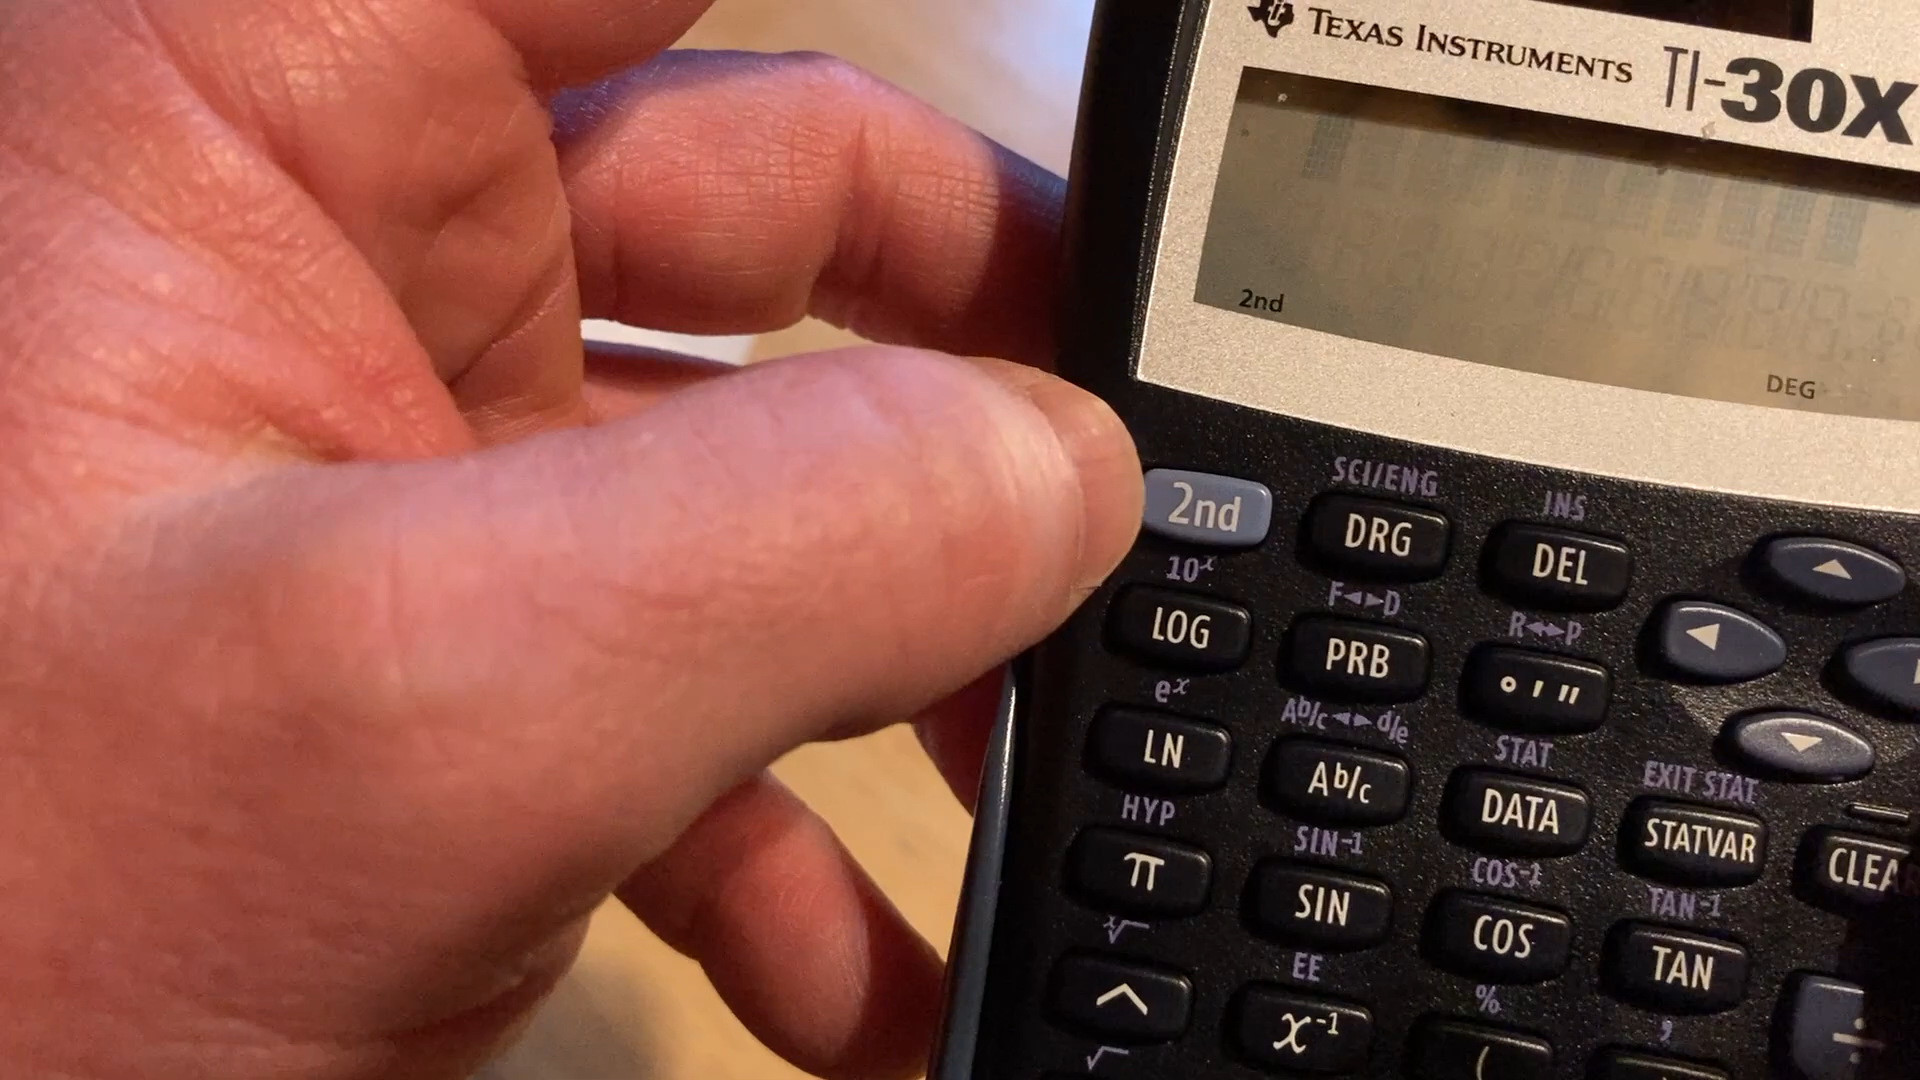 TEXAS INSTRUMENTS TI-30X
2nd
DEG
SCI/ENG INS
2nd DRG DEL
10ˣ F◄►D R◄►P
LOG PRB ° ' "
eˣ Ab/c◄►d/e STAT EXIT STAT
LN Ab/c DATA STATVAR CLEA
HYP SIN-1 COS-1 TAN-1
π SIN COS TAN
ˣ√ EE % ,
^ x⁻¹ ( ÷
√